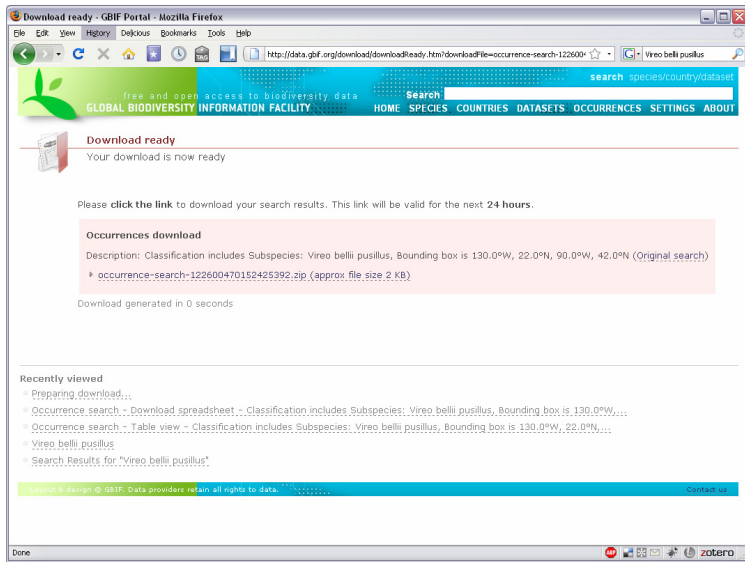 Download ready - GBIF Portal - Mozilla Firefox
File Edit View History Delicious Bookmarks Tools Help
TAG http://data.gbif.org/download/downloadReady.htm?downloadFile=occurrence-search-122600 G Vireo bellii pusillus
search species/country/dataset
free and open access to biodiversity data Search
GLOBAL BIODIVERSITY INFORMATION FACILITY HOME SPECIES COUNTRIES DATASETS OCCURRENCES SETTINGS ABOUT
Download ready
Your download is now ready
Please click the link to download your search results. This link will be valid for the next 24 hours.
Occurrences download
Description: Classification includes Subspecies: Vireo bellii pusillus, Bounding box is 130.0°W, 22.0°N, 90.0°W, 42.0°N (Original search)
occurrence-search-122600470152425392.zip (approx file size 2 KB)
Download generated in 0 seconds
Recently viewed
Preparing download...
Occurrence search - Download spreadsheet - Classification includes Subspecies: Vireo bellii pusillus, Bounding box is 130.0°W,...
Occurrence search - Table view - Classification includes Subspecies: Vireo bellii pusillus, Bounding box is 130.0°W, 22.0°N,...
Vireo bellii pusillus
Search Results for "Vireo bellii pusillus"
Layout & design © GBIF. Data providers retain all rights to data. Contact us
Done ABP zotero